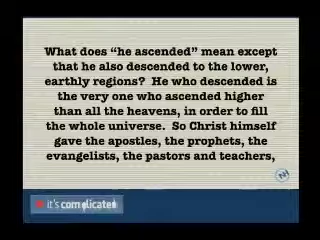 What does “he ascended” mean except
that he also descended to the lower,
earthly regions?  He who descended is
the very one who ascended higher
than all the heavens, in order to fill
the whole universe.  So Christ himself
gave the apostles, the prophets, the
evangelists, the pastors and teachers,
NH
it's complicated